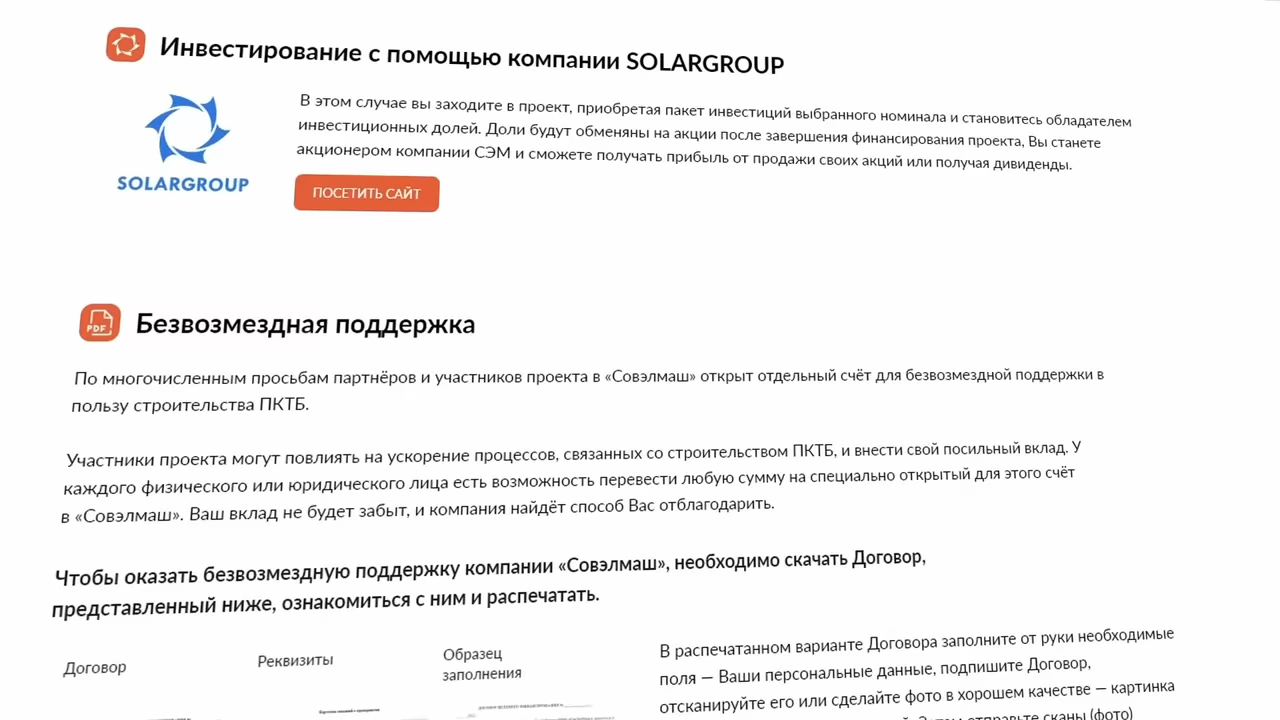 Инвестирование с помощью компании SOLARGROUP
В этом случае вы заходите в проект, приобретая пакет инвестиций выбранного номинала и становитесь обладателем
инвестиционных долей. Доли будут обменяны на акции после завершения финансирования проекта, Вы станете
акционером компании СЭМ и сможете получать прибыль от продажи своих акций или получая дивиденды.
SOLARGROUP
ПОСЕТИТЬ САЙТ
PDF
Безвозмездная поддержка
По многочисленным просьбам партнёров и участников проекта в «Совэлмаш» открыт отдельный счёт для безвозмездной поддержки в
пользу строительства ПКТБ.
Участники проекта могут повлиять на ускорение процессов, связанных со строительством ПКТБ, и внести свой посильный вклад. У
каждого физического или юридического лица есть возможность перевести любую сумму на специально открытый для этого счёт
в «Совэлмаш». Ваш вклад не будет забыт, и компания найдёт способ Вас отблагодарить.
Чтобы оказать безвозмездную поддержку компании «Совэлмаш», необходимо скачать Договор,
представленный ниже, ознакомиться с ним и распечатать.
Договор
Реквизиты
Образец
заполнения
В распечатанном варианте Договора заполните от руки необходимые
поля — Ваши персональные данные, подпишите Договор,
отсканируйте его или сделайте фото в хорошем качестве — картинка
отправьте сканы (фото)